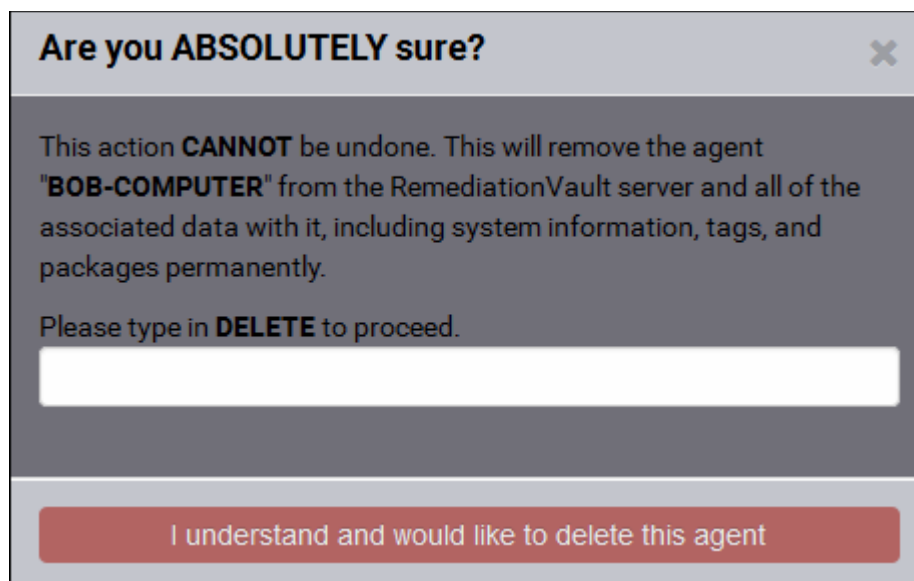 Are you ABSOLUTELY sure?
This action CANNOT be undone. This will remove the agent
"BOB-COMPUTER" from the RemediationVault server and all of the
associated data with it, including system information, tags, and
packages permanently.
Please type in DELETE to proceed.
I understand and would like to delete this agent